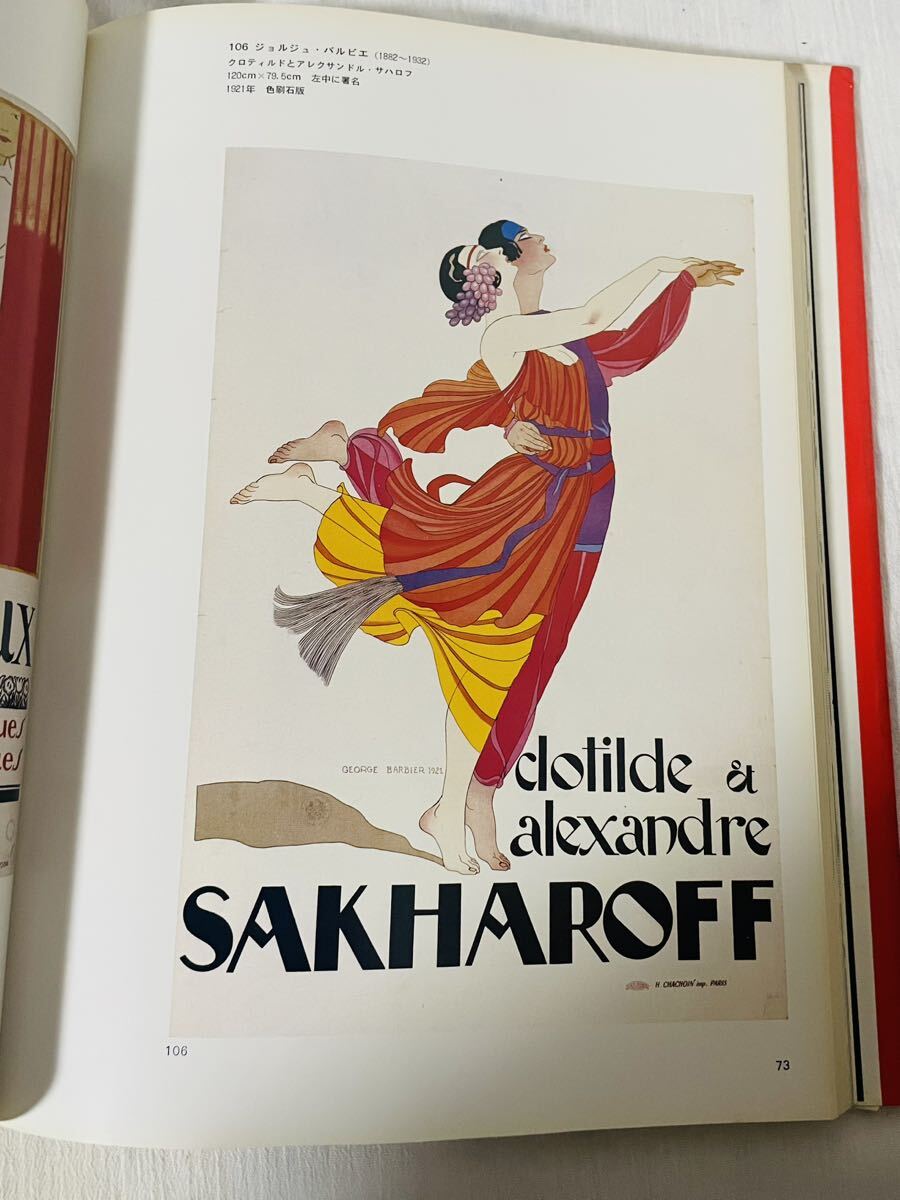 106 ジョルジュ・バルビエ (1882～1932)
クロティルドとアレクサンドル・サハロフ
120cm×79.5cm 左中に署名
1921年 色刷石版
UX
ues
ues
GEORGE BARBIER 1921
clotilde &
alexandre
SAKHAROFF
H. CHACHOIN imp. PARIS
106
73